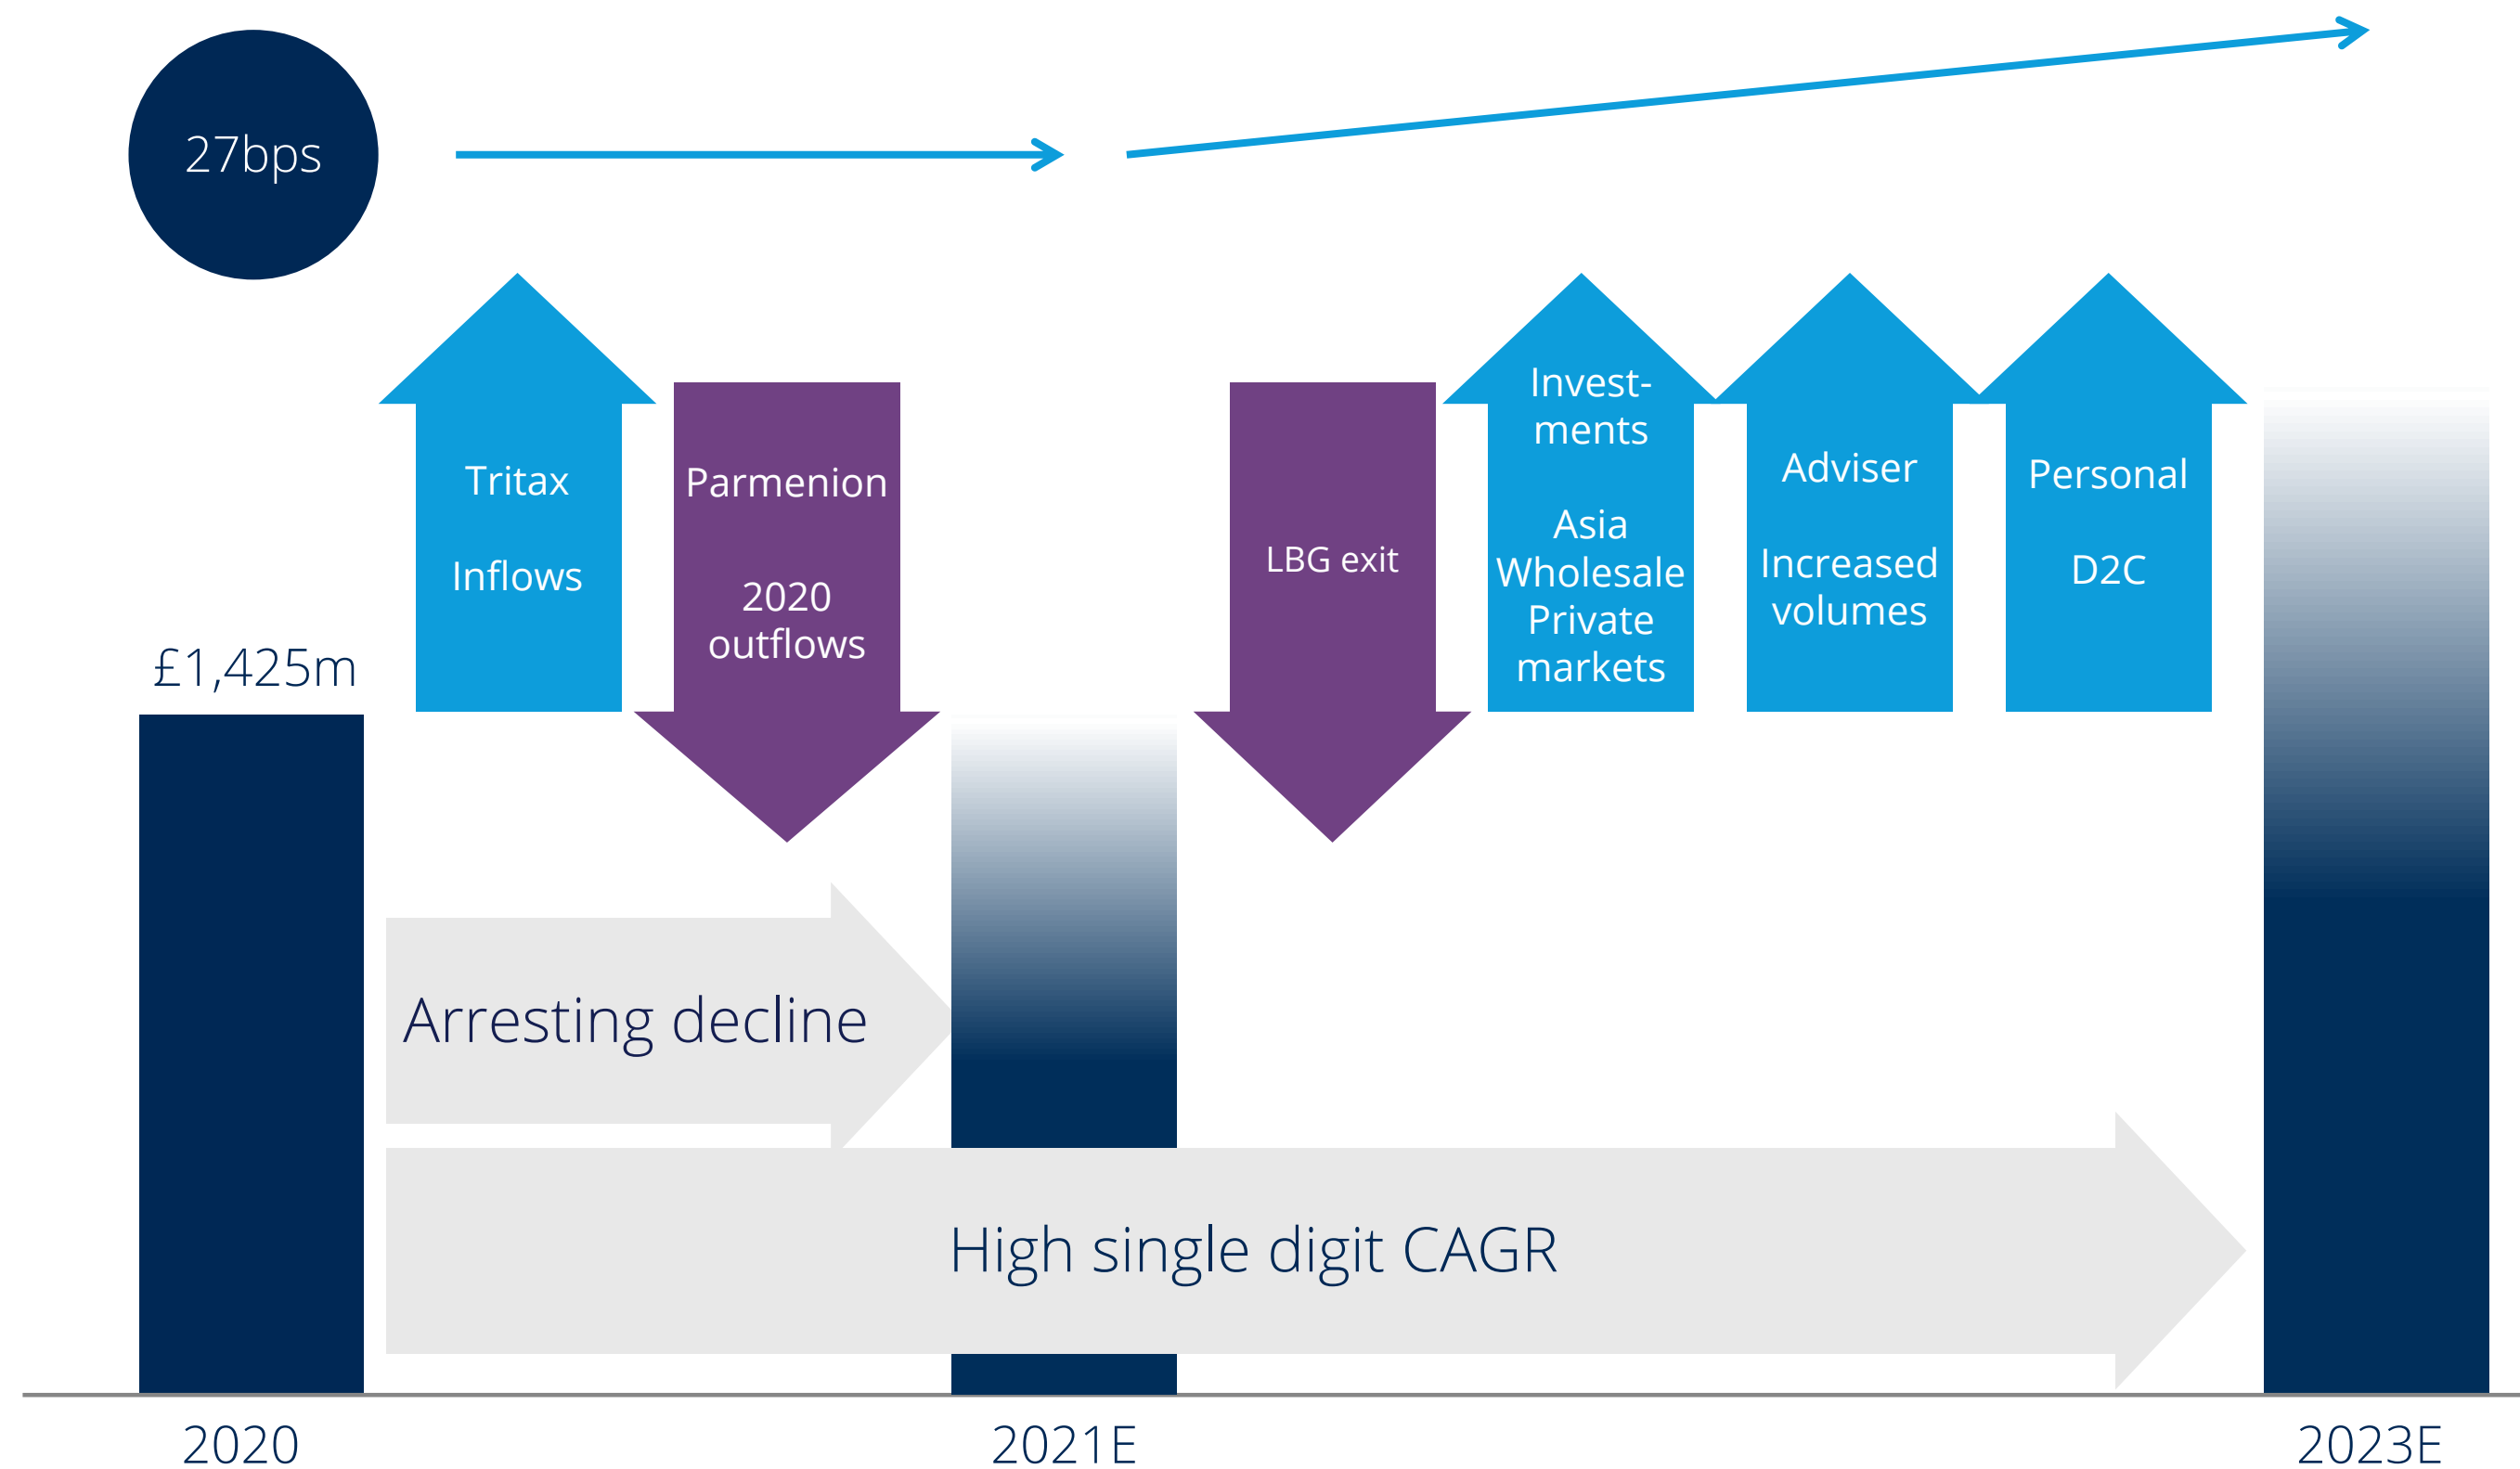 27bps
£1,425m
Tritax
Inflows
Parmenion
2020
outflows
LBG exit
Invest-
ments
Asia
Wholesale
Private
markets
Adviser
Increased
volumes
Personal
D2C
Arresting decline
High single digit CAGR
2020
2021E
2023E